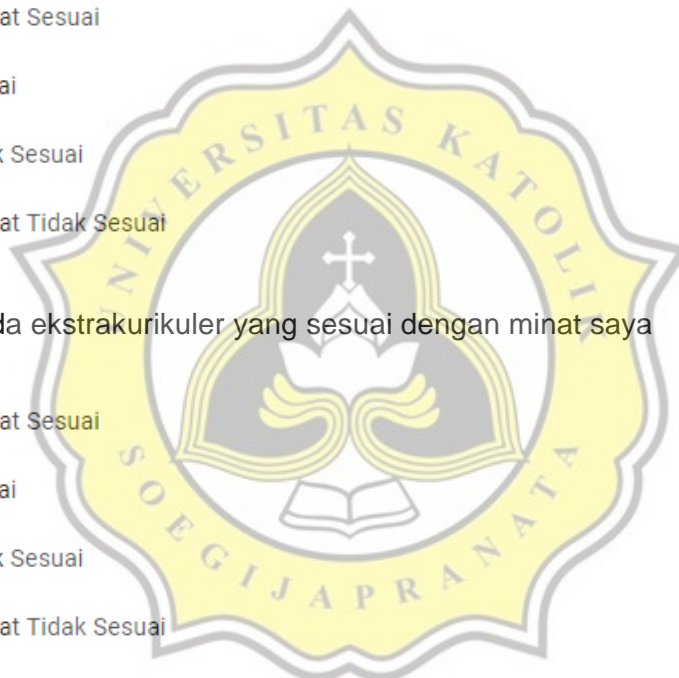 at Sesuai
ai
k Sesuai
at Tidak Sesuai
da ekstrakurikuler yang sesuai dengan minat saya
at Sesuai
ai
k Sesuai
at Tidak Sesuai
UNIVERSITAS KATOLIK
SOEGIJAPRANATA